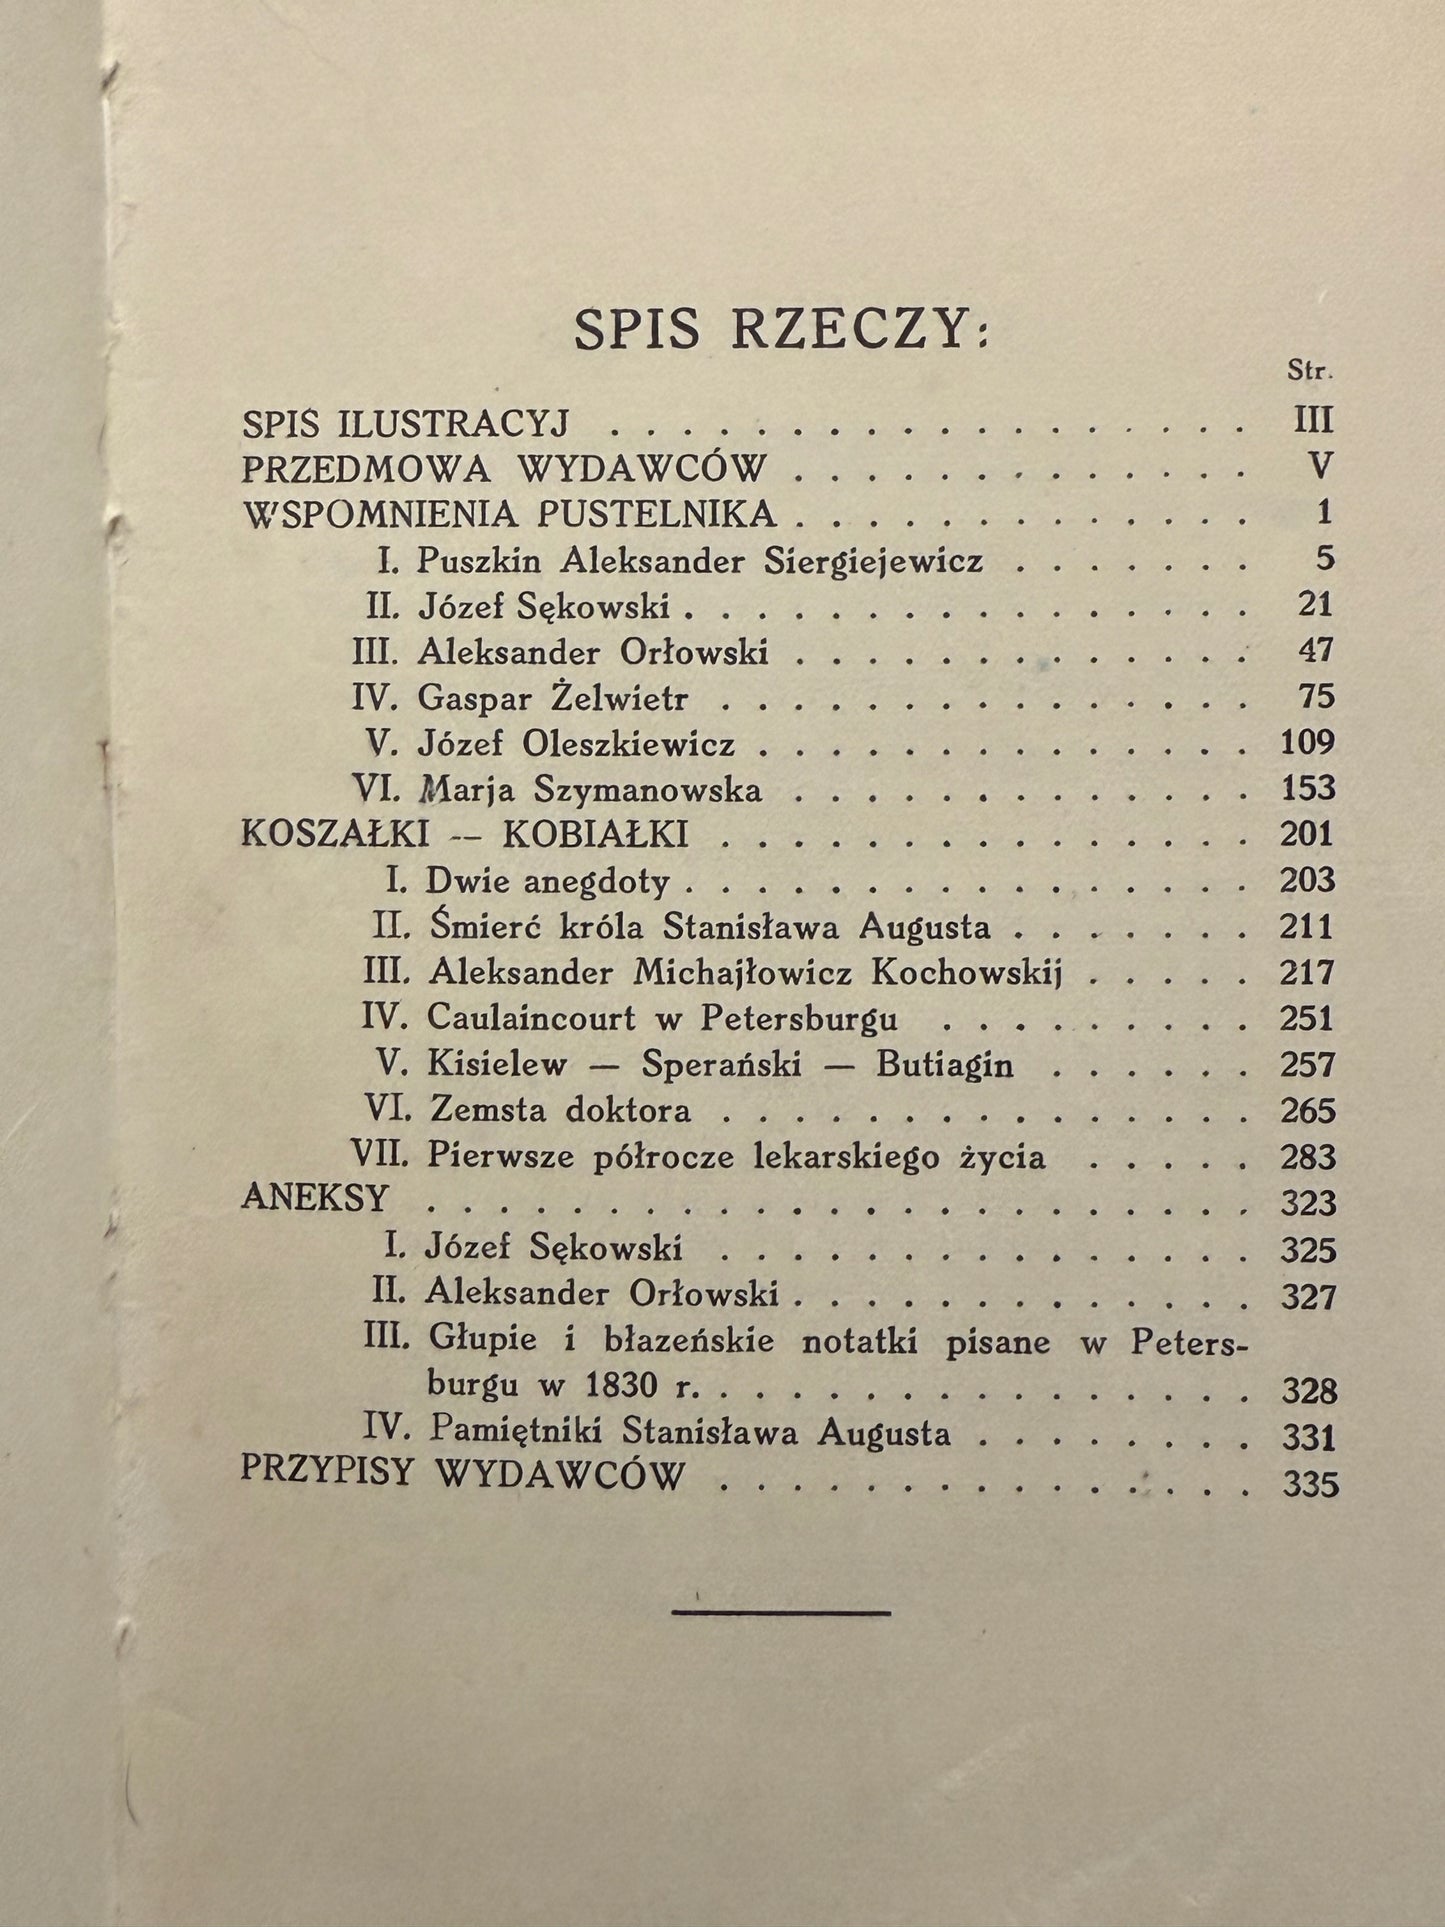 SPIS RZECZY:
Str.
SPIS ILUSTRACYJ . . . . . . . . . . . . . . . . . . III
PRZEDMOWA WYDAWCÓW . . . . . . . . . . . . . V
WSPOMNIENIA PUSTELNIKA . . . . . . . . . . . . . 1
I. Puszkin Aleksander Siergiejewicz . . . . . . . 5
II. Józef Sękowski . . . . . . . . . . . . . . . . 21
III. Aleksander Orłowski . . . . . . . . . . . . . 47
IV. Gaspar Żelwietr . . . . . . . . . . . . . . . 75
V. Józef Oleszkiewicz . . . . . . . . . . . . . . 109
VI. Marja Szymanowska . . . . . . . . . . . . . 153
KOSZAŁKI — KOBIAŁKI . . . . . . . . . . . . . . . 201
I. Dwie anegdoty . . . . . . . . . . . . . . . . 203
II. Śmierć króla Stanisława Augusta . . . . . . . 211
III. Aleksander Michajłowicz Kochowskij . . . . . 217
IV. Caulaincourt w Petersburgu . . . . . . . . . 251
V. Kisielew — Sperański — Butiagin . . . . . . 257
VI. Zemsta doktora . . . . . . . . . . . . . . . 265
VII. Pierwsze półrocze lekarskiego życia . . . . . 283
ANEKSY . . . . . . . . . . . . . . . . . . . . . . . 323
I. Józef Sękowski . . . . . . . . . . . . . . . 325
II. Aleksander Orłowski . . . . . . . . . . . . . 327
III. Głupie i błazeńskie notatki pisane w Peters-
burgu w 1830 r. . . . . . . . . . . . . . . . 328
IV. Pamiętniki Stanisława Augusta . . . . . . . . 331
PRZYPISY WYDAWCÓW . . . . . . . . . . . . . . . 335